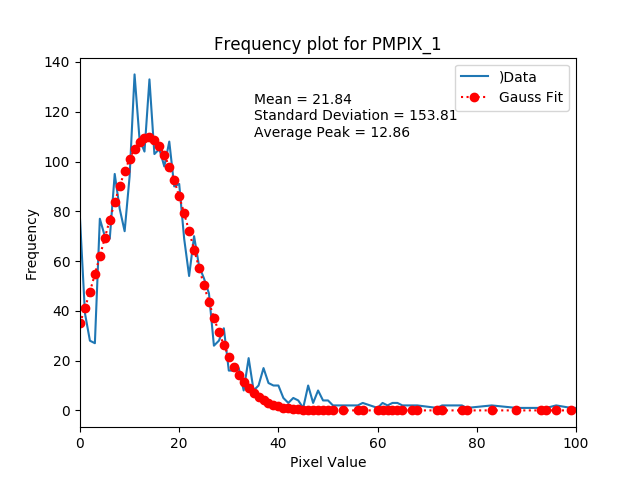 Frequency plot for PMPIX_1
140
120
100
80
60
40
20
0
Frequency
)Data
Gauss Fit
Mean = 21.84
Standard Deviation = 153.81
Average Peak = 12.86
0 20 40 60 80 100
Pixel Value